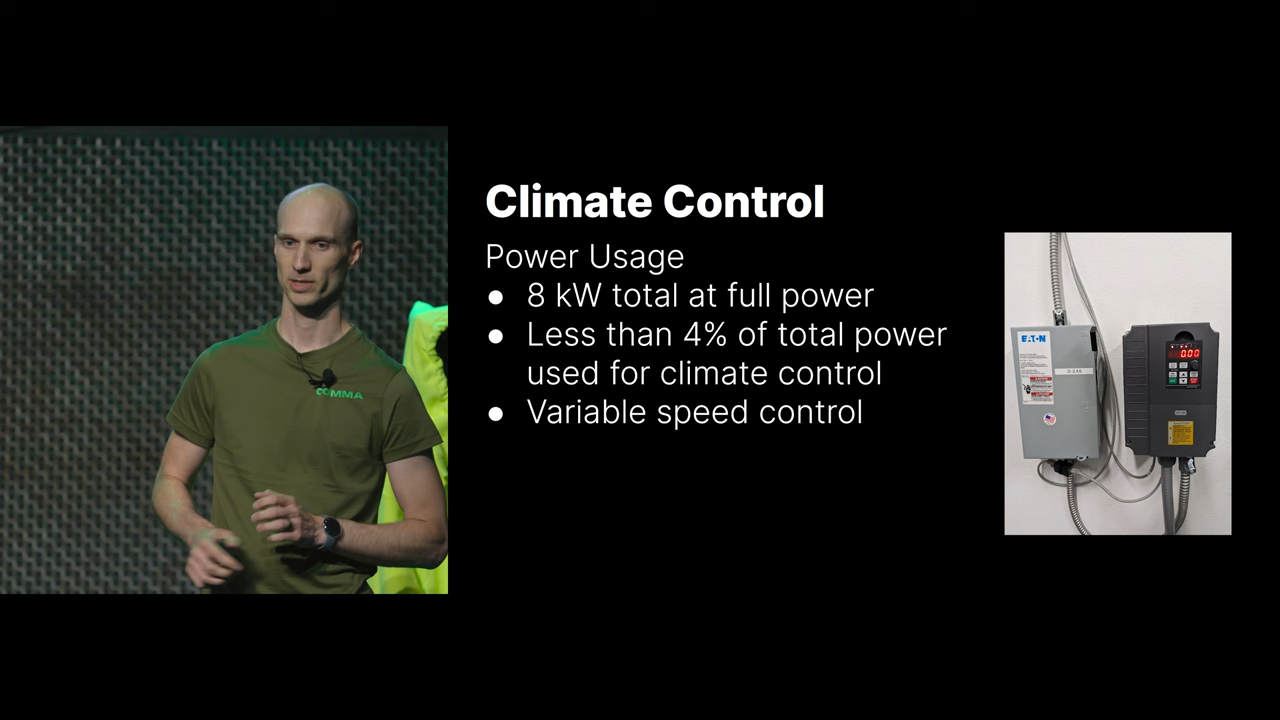 Climate Control
Power Usage
● 8 kW total at full power
● Less than 4% of total power
used for climate control
● Variable speed control
COMMA
EATON
0.00